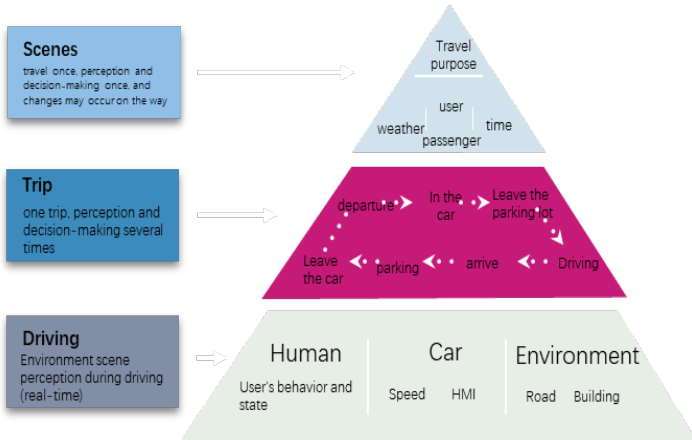 Scenes
travel once, perception and
decision-making once, and
changes may occur on the way
Travel
purpose
user
weather
time
passenger
Trip
one trip, perception and
decision-making several
times
departure
In the
car
Leave the
parking lot
Leave
the car
parking
arrive
Driving
Driving
Environment scene
perception during driving
(real-time)
Human
Car
Environment
User's behavior and
state
Speed
HMI
Road
Building